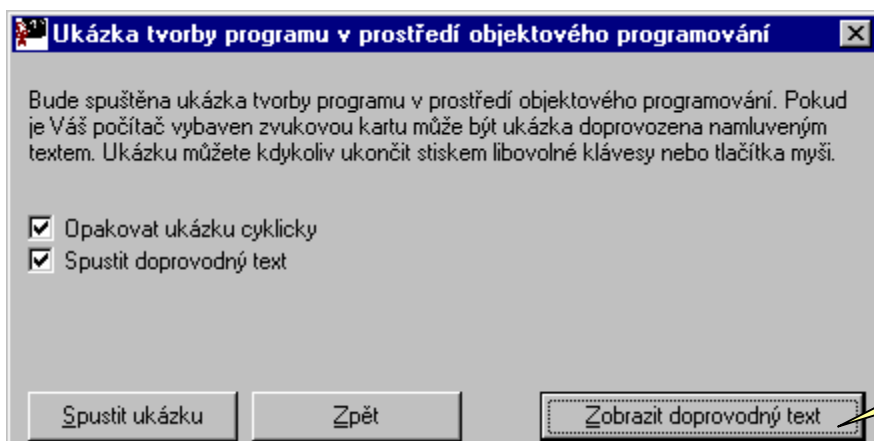 Ukázka tvorby programu v prostředí objektového programování
Bude spuštěna ukázka tvorby programu v prostředí objektového programování. Pokud
je Váš počítač vybaven zvukovou kartu může být ukázka doprovozena namluveným
textem. Ukázku můžete kdykoliv ukončit stiskem libovolné klávesy nebo tlačítka myši.
Opakovat ukázku cyklicky
Spustit doprovodný text
Spustit ukázku Zpět Zobrazit doprovodný text